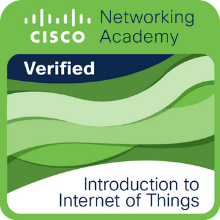 Networking
CISCO Academy
Verified
Introduction to
Internet of Things